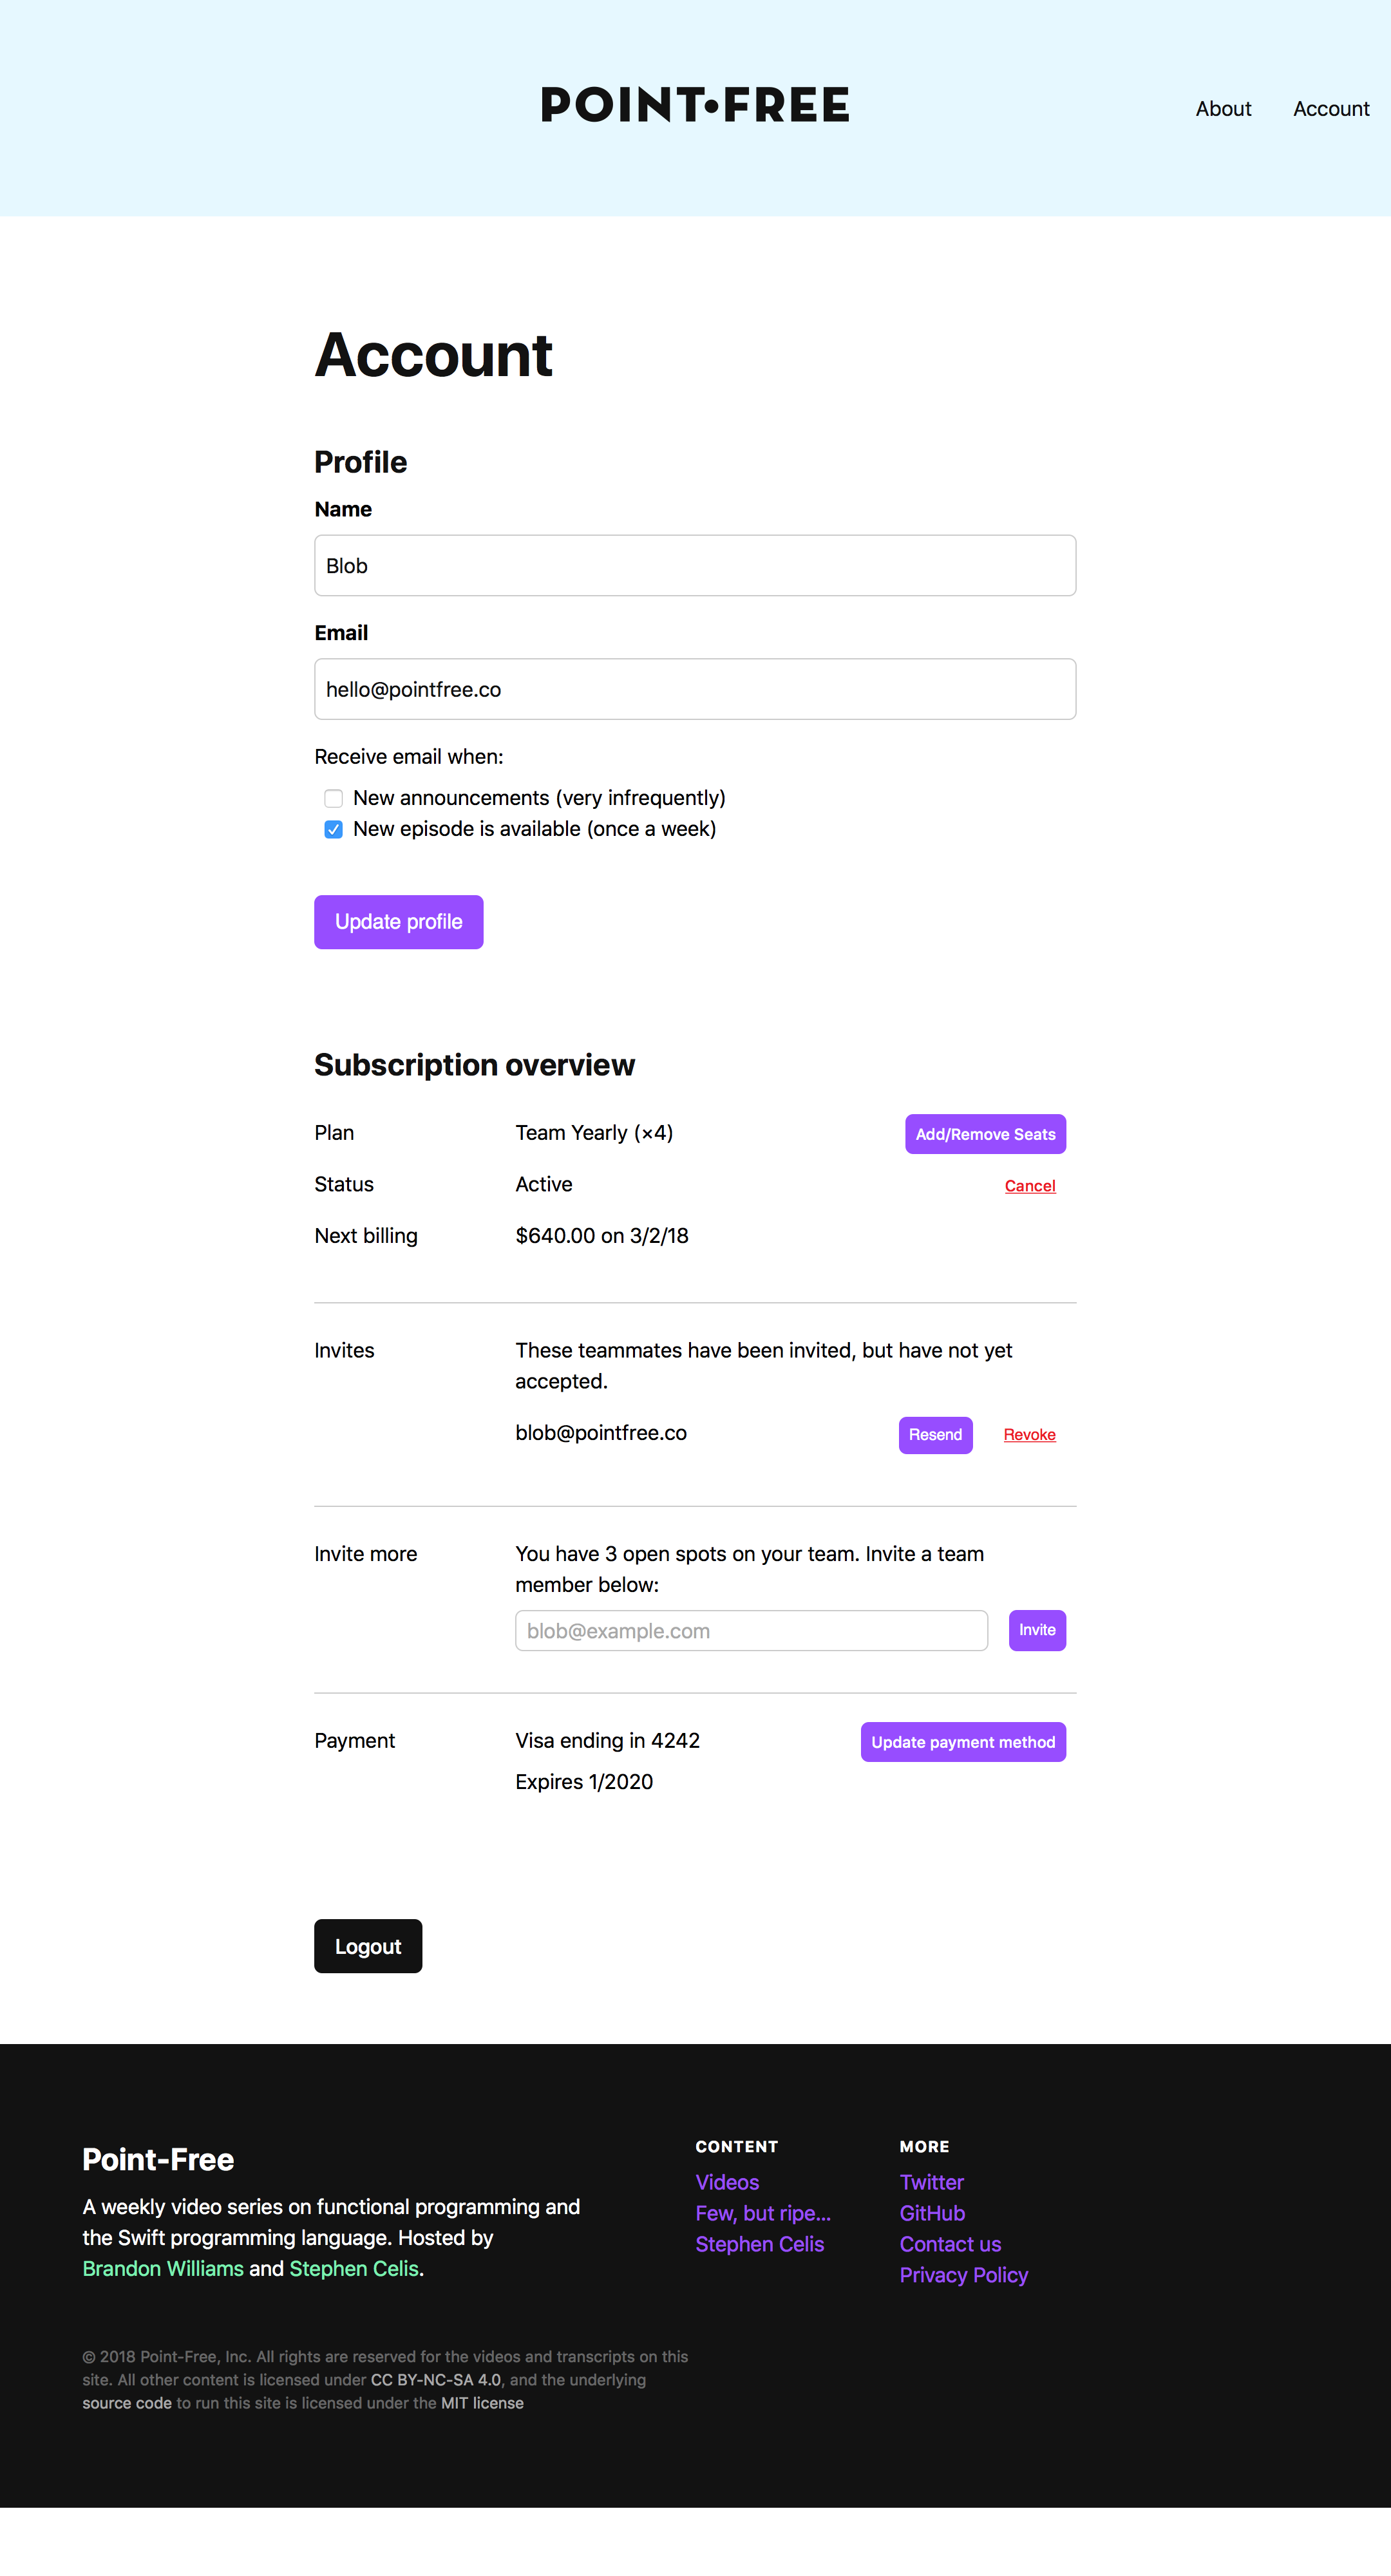 POINT•FREE
About
Account
Account
Profile
Name
Blob
Email
hello@pointfree.co
Receive email when:
New announcements (very infrequently)
New episode is available (once a week)
Update profile
Subscription overview
Plan
Team Yearly (×4)
Add/Remove Seats
Status
Active
Cancel
Next billing
$640.00 on 3/2/18
Invites
These teammates have been invited, but have not yet
accepted.
blob@pointfree.co
Resend
Revoke
Invite more
You have 3 open spots on your team. Invite a team
member below:
blob@example.com
Invite
Payment
Visa ending in 4242
Update payment method
Expires 1/2020
Logout
Point-Free
A weekly video series on functional programming and
the Swift programming language. Hosted by
Brandon Williams and Stephen Celis.
CONTENT
Videos
Few, but ripe...
Stephen Celis
MORE
Twitter
GitHub
Contact us
Privacy Policy
© 2018 Point-Free, Inc. All rights are reserved for the videos and transcripts on this
site. All other content is licensed under CC BY-NC-SA 4.0, and the underlying
source code to run this site is licensed under the MIT license